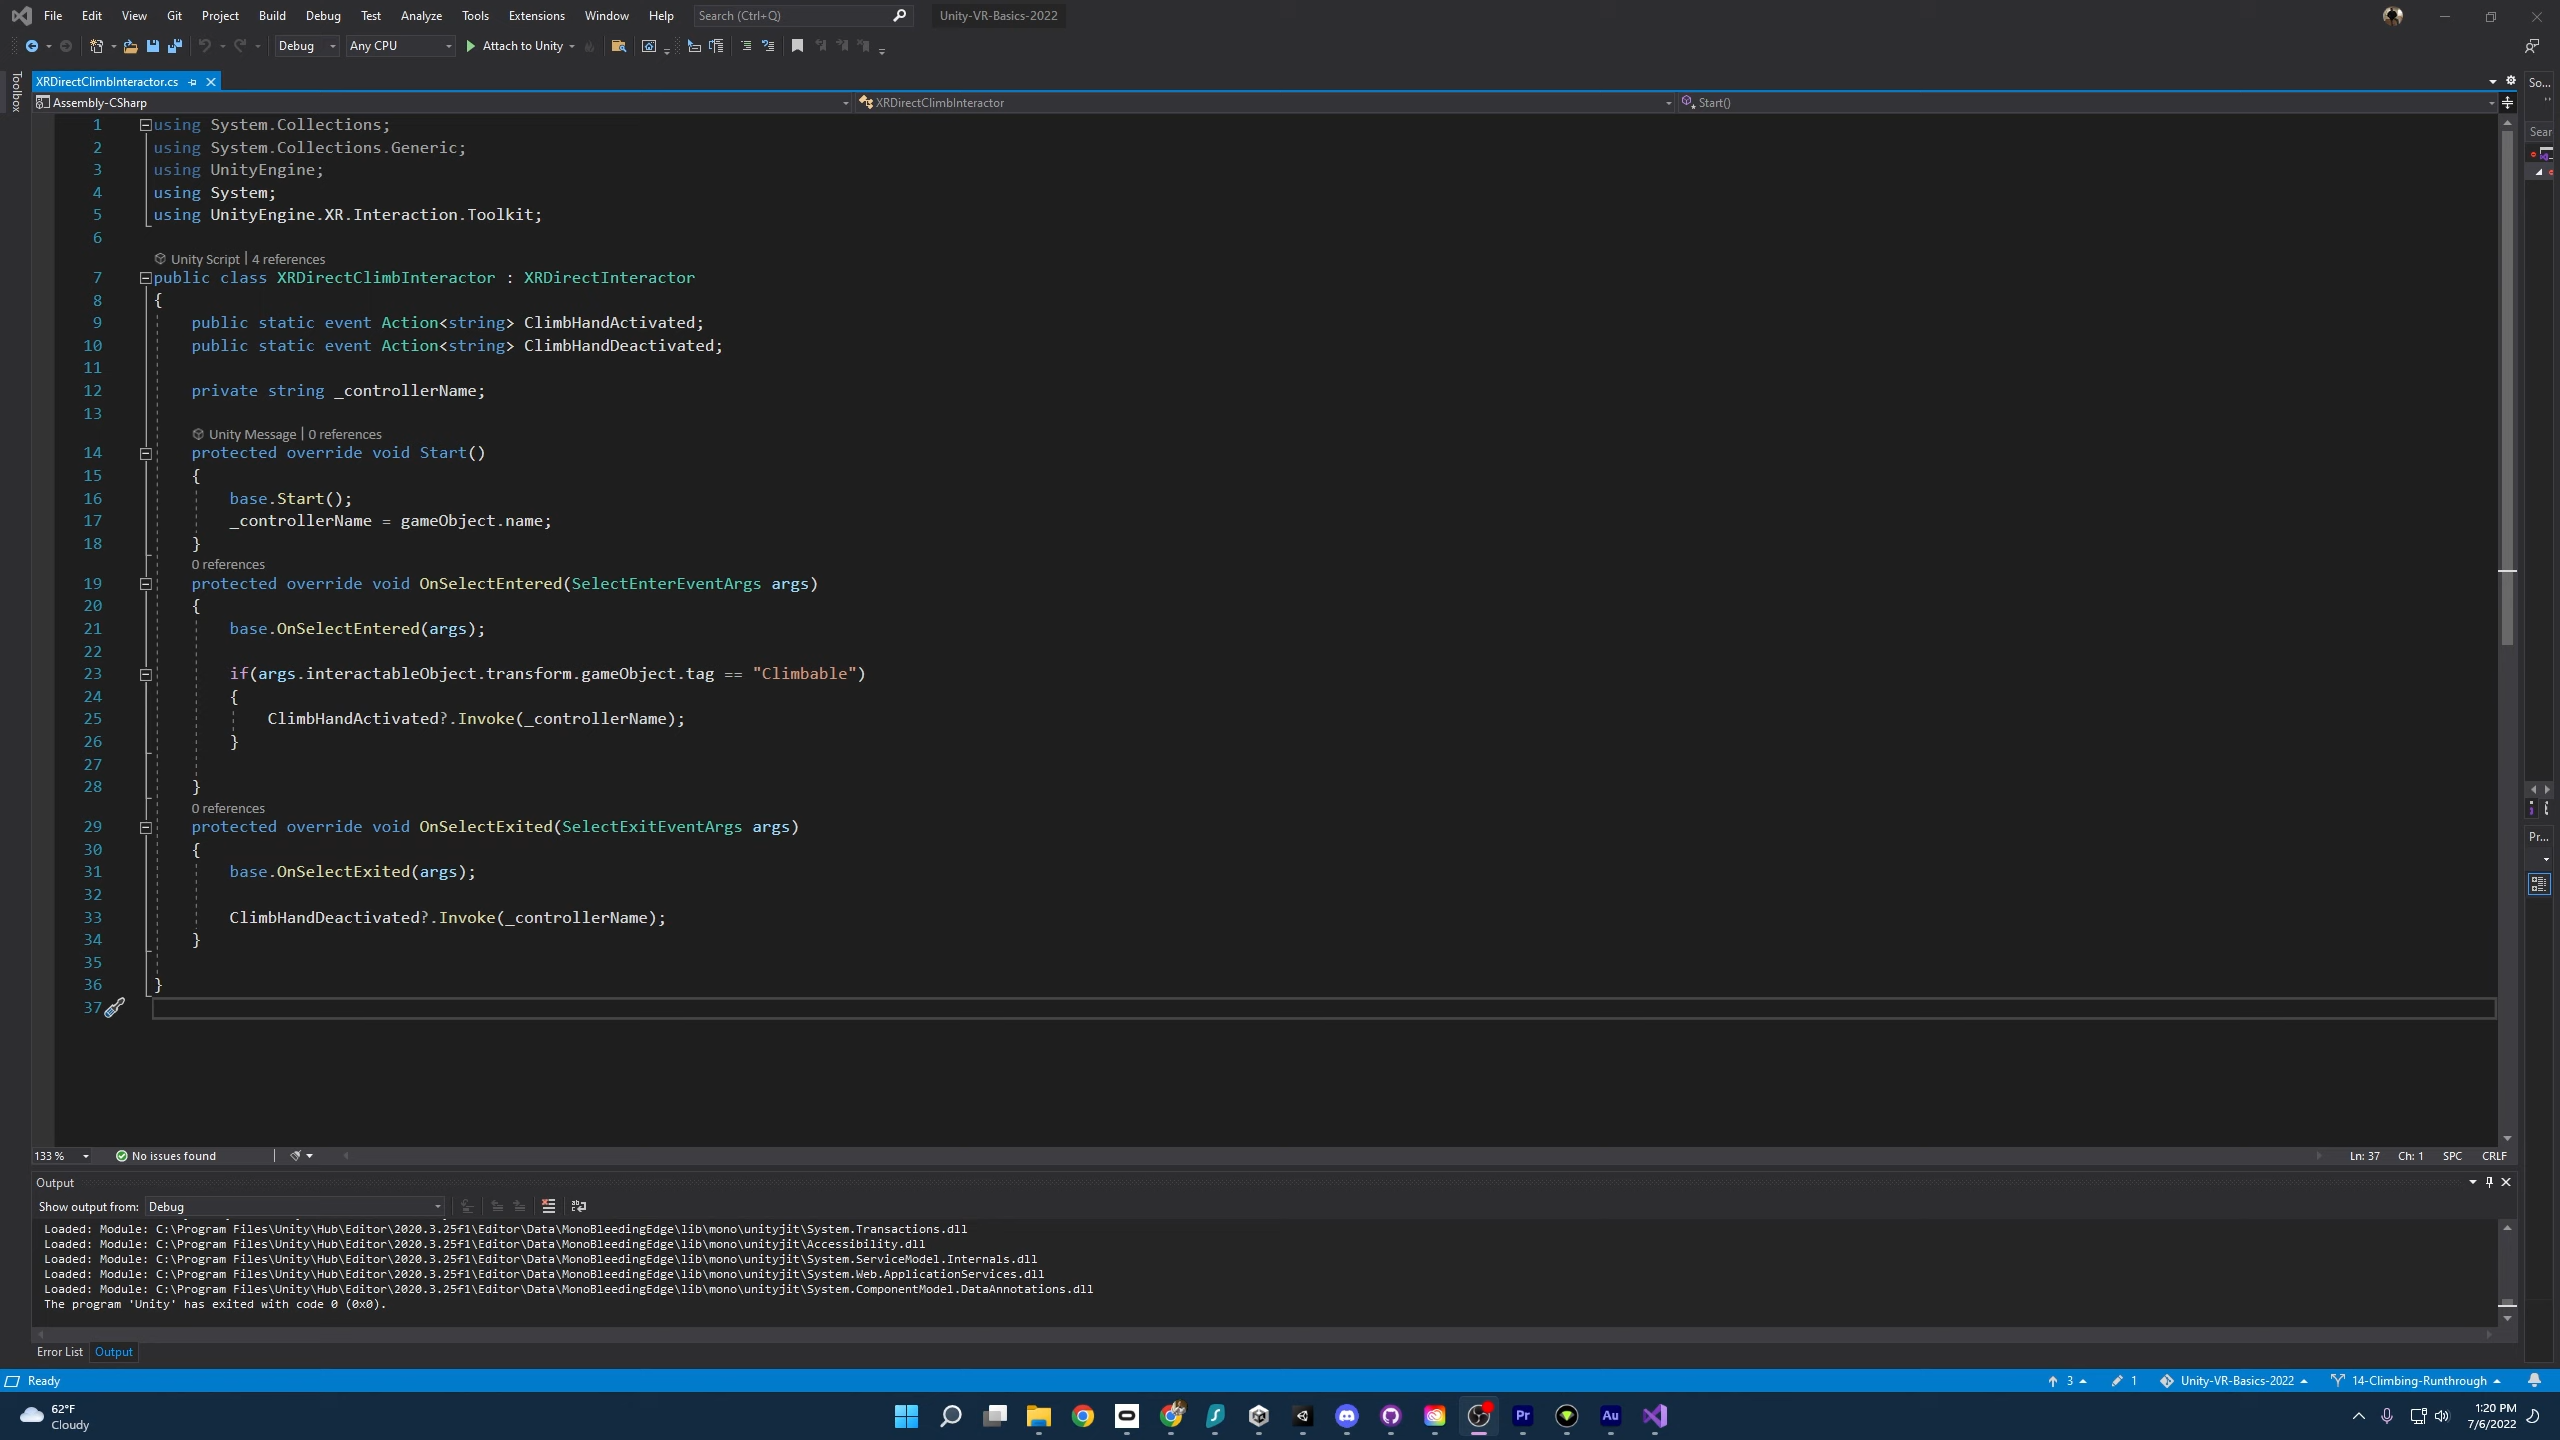 File Edit View Git Project Build Debug Test Analyze Tools Extensions Window Help Search (Ctrl+Q) Unity-VR-Basics-2022
Debug Any CPU Attach to Unity
Toolbox
XRDirectClimbInteractor.cs
So...
Assembly-CSharp XRDirectClimbInteractor Start()
Sear
1 using System.Collections;
2 using System.Collections.Generic;
3 using UnityEngine;
4 using System;
5 using UnityEngine.XR.Interaction.Toolkit;
6
Unity Script | 4 references
7 public class XRDirectClimbInteractor : XRDirectInteractor
8 {
9 public static event Action<string> ClimbHandActivated;
10 public static event Action<string> ClimbHandDeactivated;
11
12 private string _controllerName;
13
Unity Message | 0 references
14 protected override void Start()
15 {
16 base.Start();
17 _controllerName = gameObject.name;
18 }
0 references
19 protected override void OnSelectEntered(SelectEnterEventArgs args)
20 {
21 base.OnSelectEntered(args);
22
23 if(args.interactableObject.transform.gameObject.tag == "Climbable")
24 {
25 ClimbHandActivated?.Invoke(_controllerName);
26 }
27
28 }
0 references
29 protected override void OnSelectExited(SelectExitEventArgs args)
30 {
31 base.OnSelectExited(args);
32
33 ClimbHandDeactivated?.Invoke(_controllerName);
34 }
35
36 }
37
Pr...
133 % No issues found Ln: 37 Ch: 1 SPC CRLF
Output
Show output from: Debug
Loaded: Module: C:\Program Files\Unity\Hub\Editor\2020.3.25f1\Editor\Data\MonoBleedingEdge\lib\mono\unityjit\System.Transactions.dll
Loaded: Module: C:\Program Files\Unity\Hub\Editor\2020.3.25f1\Editor\Data\MonoBleedingEdge\lib\mono\unityjit\Accessibility.dll
Loaded: Module: C:\Program Files\Unity\Hub\Editor\2020.3.25f1\Editor\Data\MonoBleedingEdge\lib\mono\unityjit\System.ServiceModel.Internals.dll
Loaded: Module: C:\Program Files\Unity\Hub\Editor\2020.3.25f1\Editor\Data\MonoBleedingEdge\lib\mono\unityjit\System.Web.ApplicationServices.dll
Loaded: Module: C:\Program Files\Unity\Hub\Editor\2020.3.25f1\Editor\Data\MonoBleedingEdge\lib\mono\unityjit\System.ComponentModel.DataAnnotations.dll
The program 'Unity' has exited with code 0 (0x0).
Error List Output
Ready 3 1 Unity-VR-Basics-2022 14-Climbing-Runthrough
62°F
Cloudy
Pr Au
1:20 PM
7/6/2022